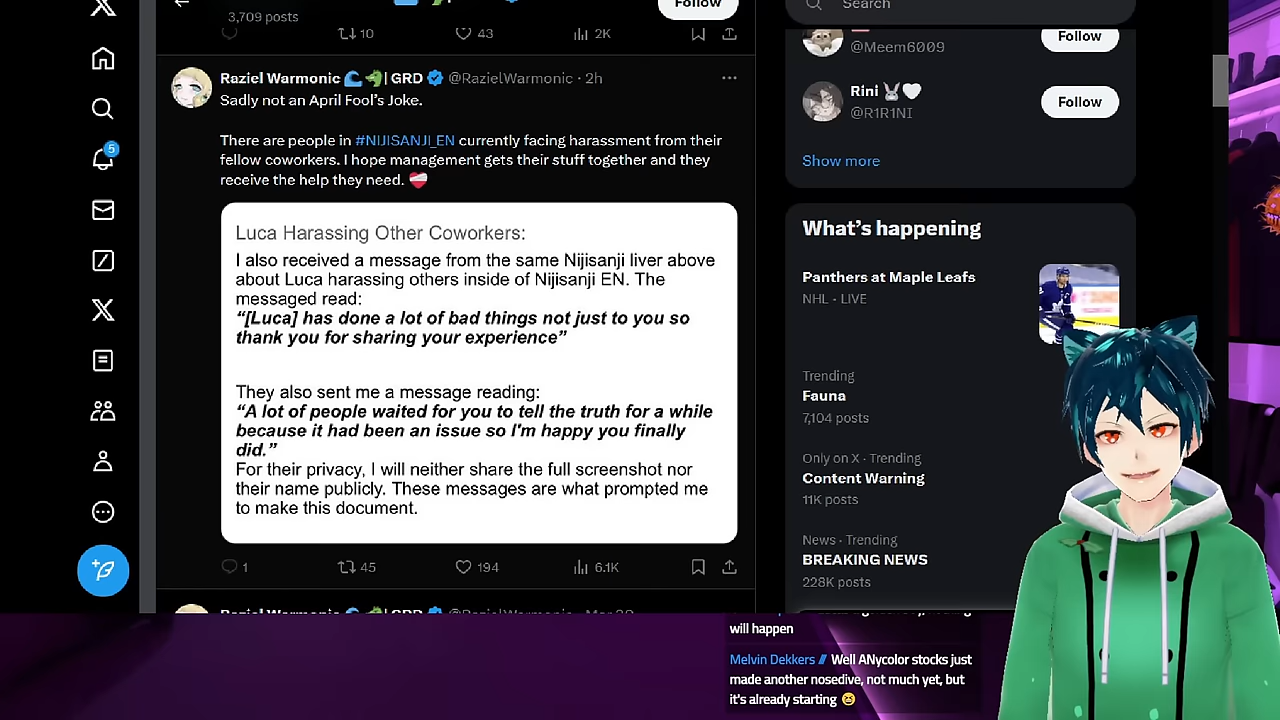 3,709 posts
Follow
Search
10
43
2K
@Meem6009
Follow
Raziel Warmonic 🌊🐲| GRD @RazielWarmonic · 2h
Sadly not an April Fool's Joke.
Rini 🐰🤍
@R1R1NI
Follow
There are people in #NIJISANJI_EN currently facing harassment from their
fellow coworkers. I hope management gets their stuff together and they
receive the help they need.
Show more
5
Luca Harassing Other Coworkers:
I also received a message from the same Nijisanji liver above
about Luca harassing others inside of Nijisanji EN. The
messaged read:
“[Luca] has done a lot of bad things not just to you so
thank you for sharing your experience”
They also sent me a message reading:
“A lot of people waited for you to tell the truth for a while
because it had been an issue so I'm happy you finally
did.”
For their privacy, I will neither share the full screenshot nor
their name publicly. These messages are what prompted me
to make this document.
1
45
194
6.1K
Raziel Warmonic 🌊🐲| GRD @RazielWarmonic
What's happening
Panthers at Maple Leafs
NHL · LIVE
Trending
Fauna
7,104 posts
Only on X · Trending
Content Warning
11K posts
News · Trending
BREAKING NEWS
228K posts
will happen
Melvin Dekkers // Well ANycolor stocks just
made another nosedive, not much yet, but
it's already starting 😆